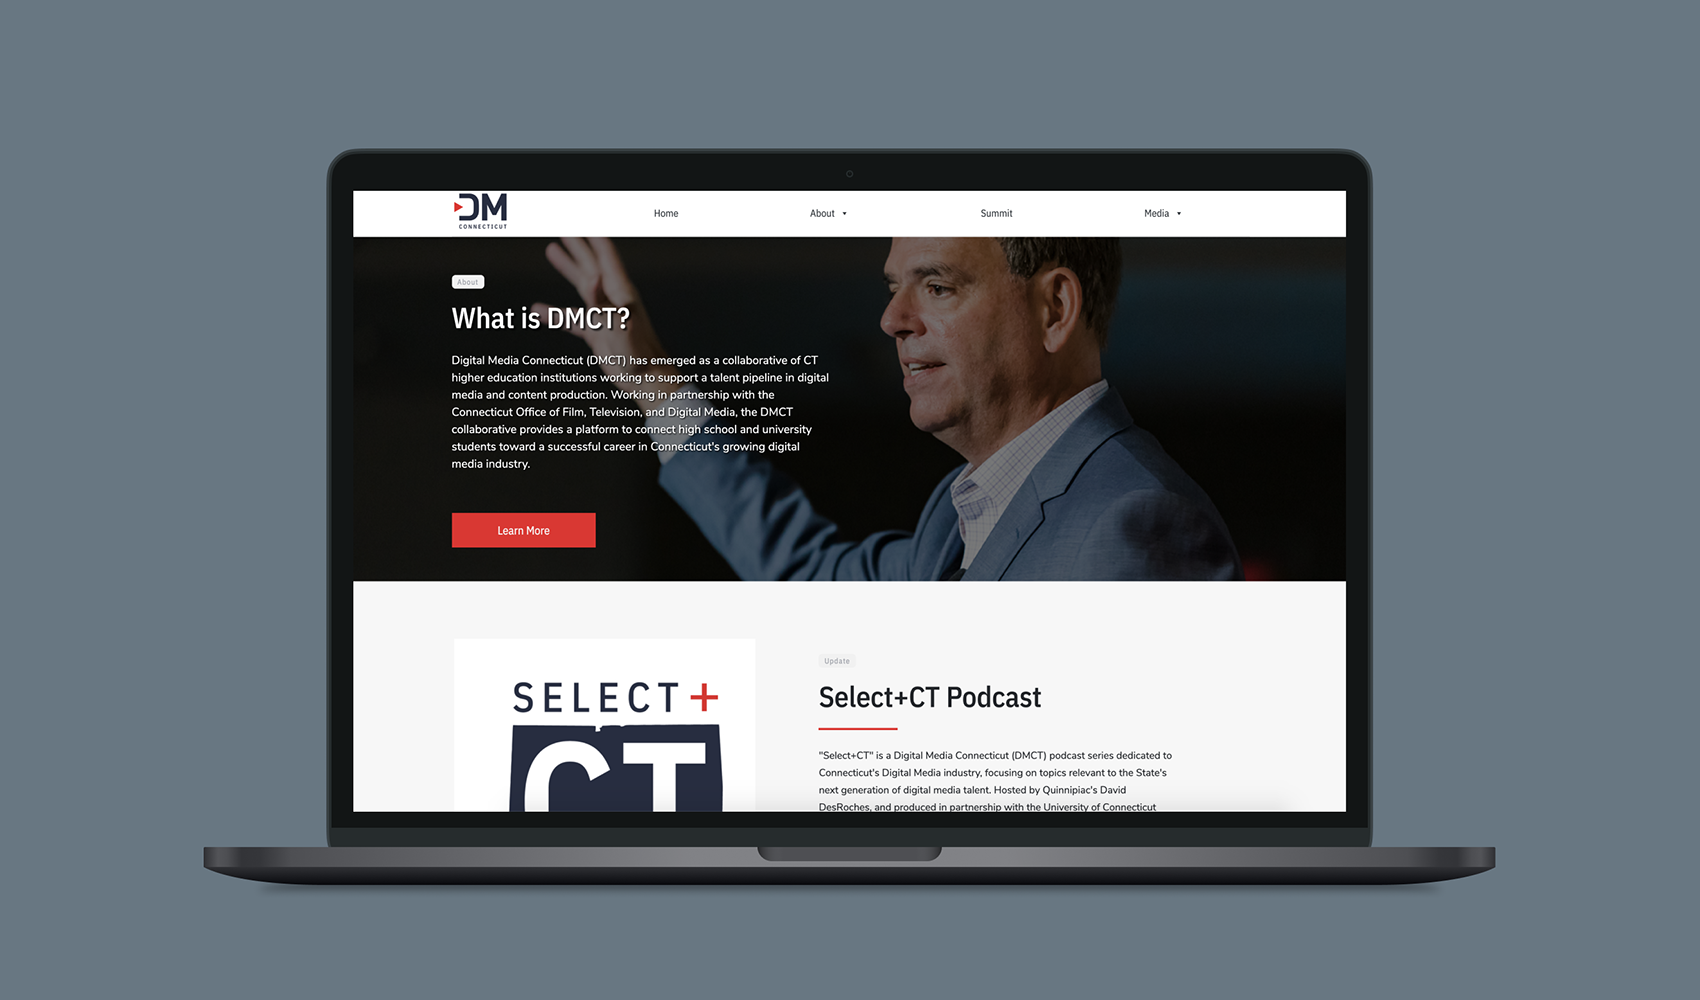 DM
CONNECTICUT
Home
About
Summit
Media
About
What is DMCT?
Digital Media Connecticut (DMCT) has emerged as a collaborative of CT
higher education institutions working to support a talent pipeline in digital
media and content production. Working in partnership with the
Connecticut Office of Film, Television, and Digital Media, the DMCT
collaborative provides a platform to connect high school and university
students toward a successful career in Connecticut's growing digital
media industry.
Learn More
SELECT+
CT
Update
Select+CT Podcast
"Select+CT" is a Digital Media Connecticut (DMCT) podcast series dedicated to
Connecticut's Digital Media industry, focusing on topics relevant to the State's
next generation of digital media talent. Hosted by Quinnipiac's David
DesRoches, and produced in partnership with the University of Connecticut